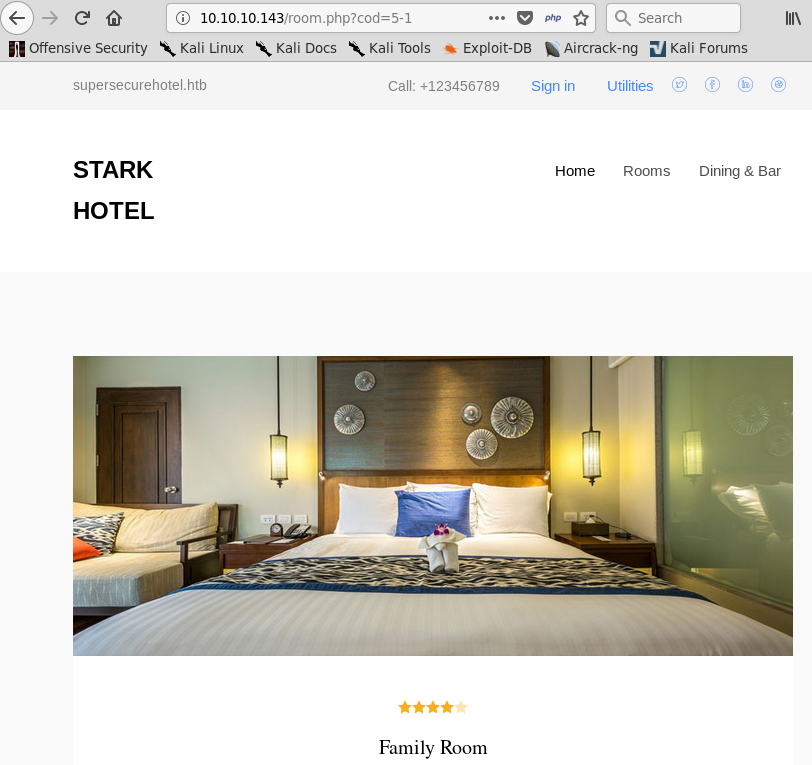 10.10.10.143/room.php?cod=5-1 php Search
Offensive Security Kali Linux Kali Docs Kali Tools Exploit-DB Aircrack-ng Kali Forums
supersecurehotel.htb Call: +123456789 Sign in Utilities
STARK
HOTEL
Home Rooms Dining & Bar
Family Room